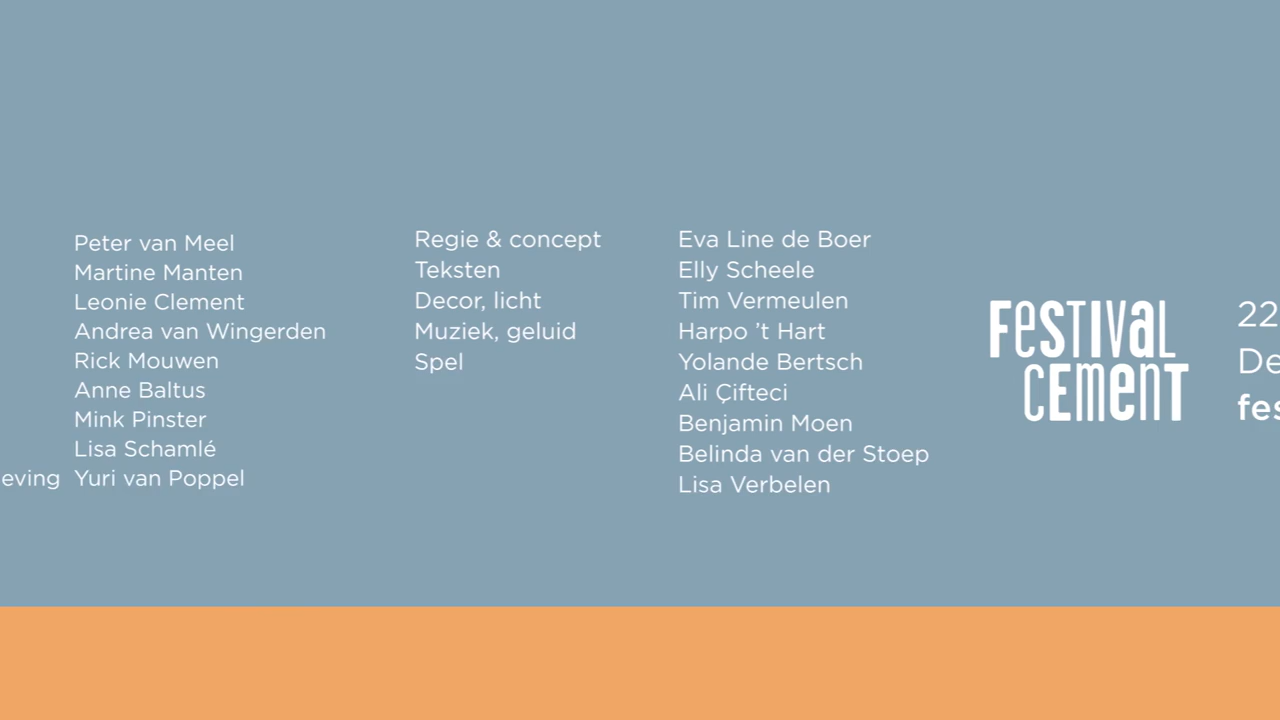 Peter van Meel
Martine Manten
Leonie Clement
Andrea van Wingerden
Rick Mouwen
Anne Baltus
Mink Pinster
Lisa Schamlé
eving Yuri van Poppel
Regie & concept Eva Line de Boer
Teksten Elly Scheele
Decor, licht Tim Vermeulen
Muziek, geluid Harpo ’t Hart
Spel Yolande Bertsch
Ali Çifteci
Benjamin Moen
Belinda van der Stoep
Lisa Verbelen
FESTIVAL
CEMENT
22
De
fes